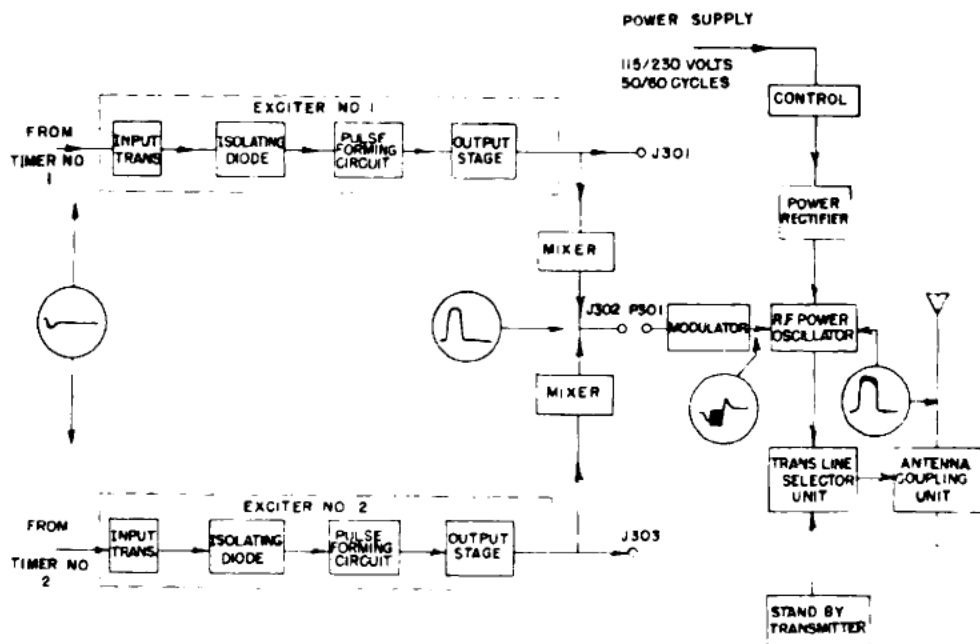 POWER SUPPLY
115/230 VOLTS
50/60 CYCLES
CONTROL
EXCITER NO 1
FROM
TIMER NO
1
INPUT
TRANS
ISOLATING
DIODE
PULSE
FORMING
CIRCUIT
OUTPUT
STAGE
J301
POWER
RECTIFIER
MIXER
J302 P301
MODULATOR
R.F POWER
OSCILLATOR
MIXER
TRANS LINE
SELECTOR
UNIT
ANTENNA
COUPLING
UNIT
EXCITER NO 2
FROM
TIMER NO
2
INPUT
TRANS.
ISOLATING
DIODE
PULSE
FORMING
CIRCUIT
OUTPUT
STAGE
J303
STAND BY
TRANSMITTER